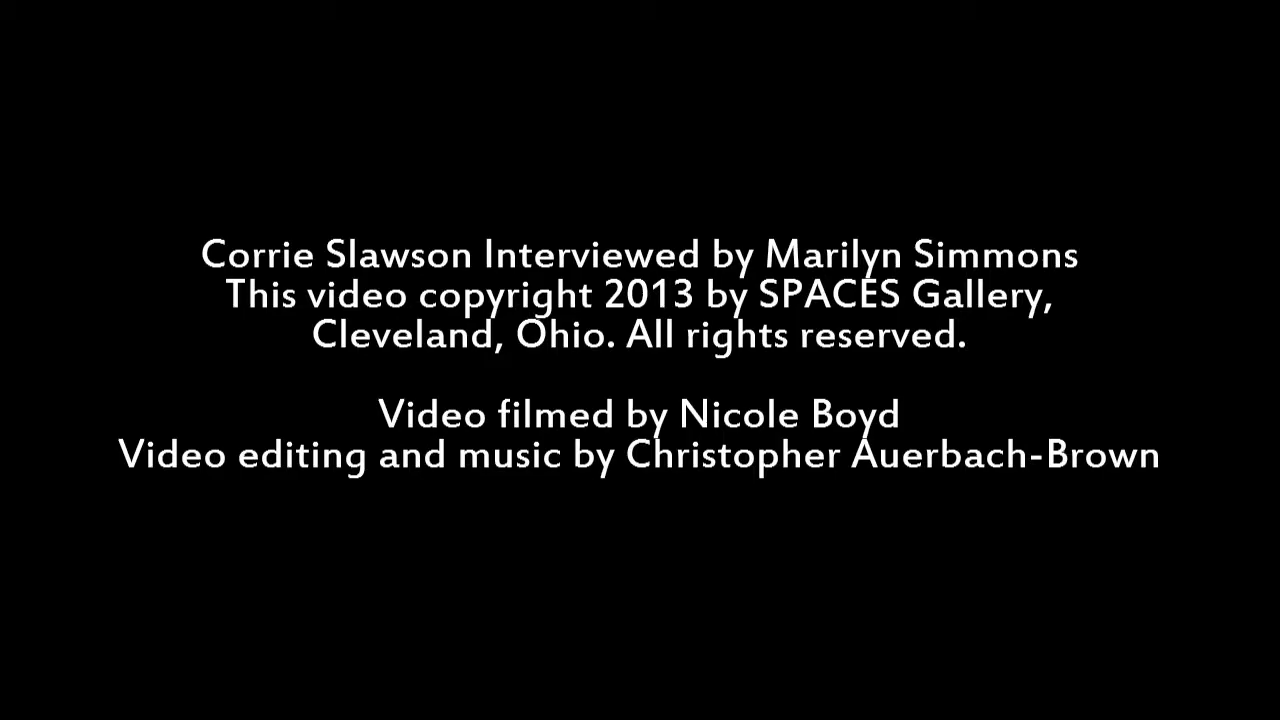 Corrie Slawson Interviewed by Marilyn Simmons
This video copyright 2013 by SPACES Gallery,
Cleveland, Ohio. All rights reserved.
Video filmed by Nicole Boyd
Video editing and music by Christopher Auerbach-Brown